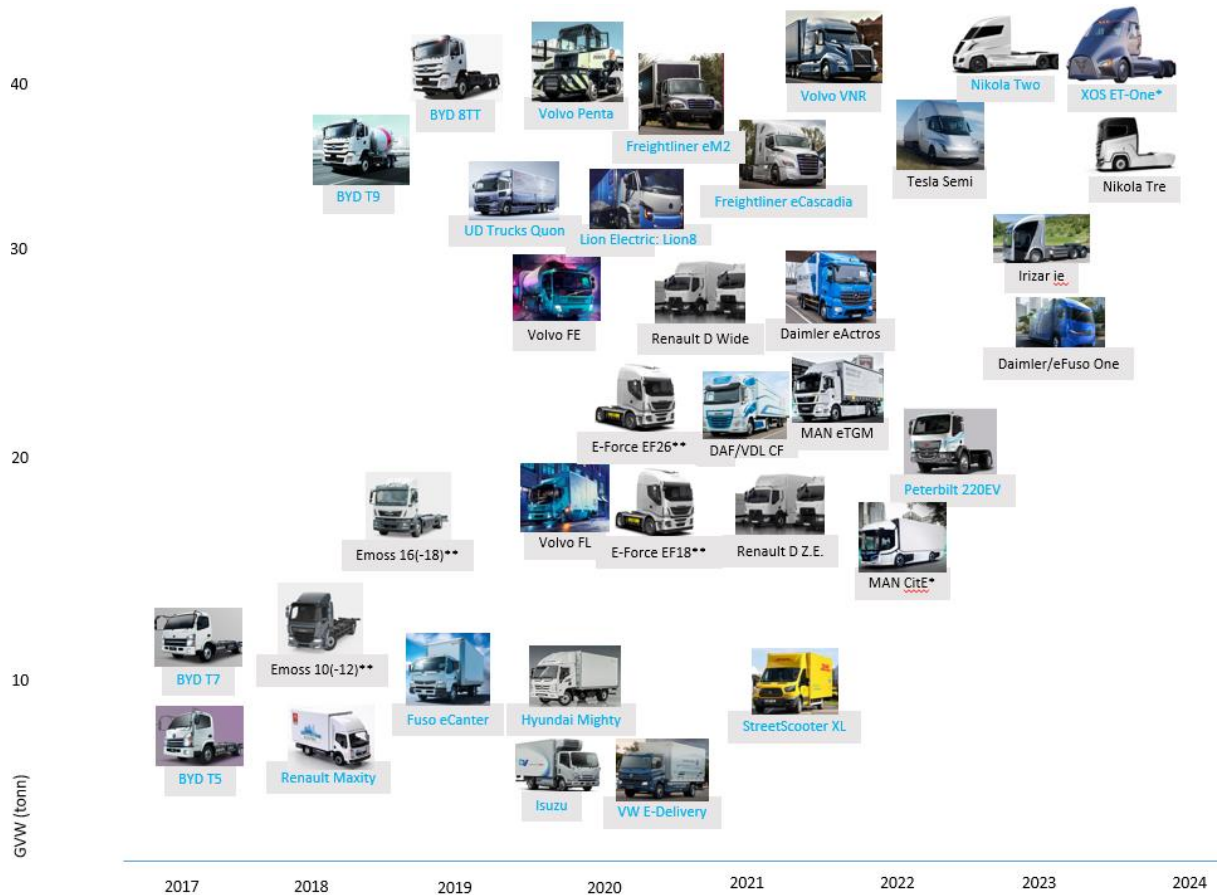 40
BYD 8TT
Volvo Penta
Volvo VNR
Nikola Two
XOS ET-One*
Freightliner eM2
BYD T9
Freightliner eCascadia
Tesla Semi
Nikola Tre
UD Trucks Quon
Lion Electric: Lion8
30
Irizar ie
Volvo FE
Renault D Wide
Daimler eActros
Daimler/eFuso One
E-Force EF26**
DAF/VDL CF
MAN eTGM
20
Peterbilt 220EV
Emoss 16(-18)**
Volvo FL
E-Force EF18**
Renault D Z.E.
MAN CitE*
Emoss 10(-12)**
10
BYD T7
Fuso eCanter
Hyundai Mighty
StreetScooter XL
BYD T5
Renault Maxity
Isuzu
VW E-Delivery
GVW (tonn)
2017
2018
2019
2020
2021
2022
2023
2024